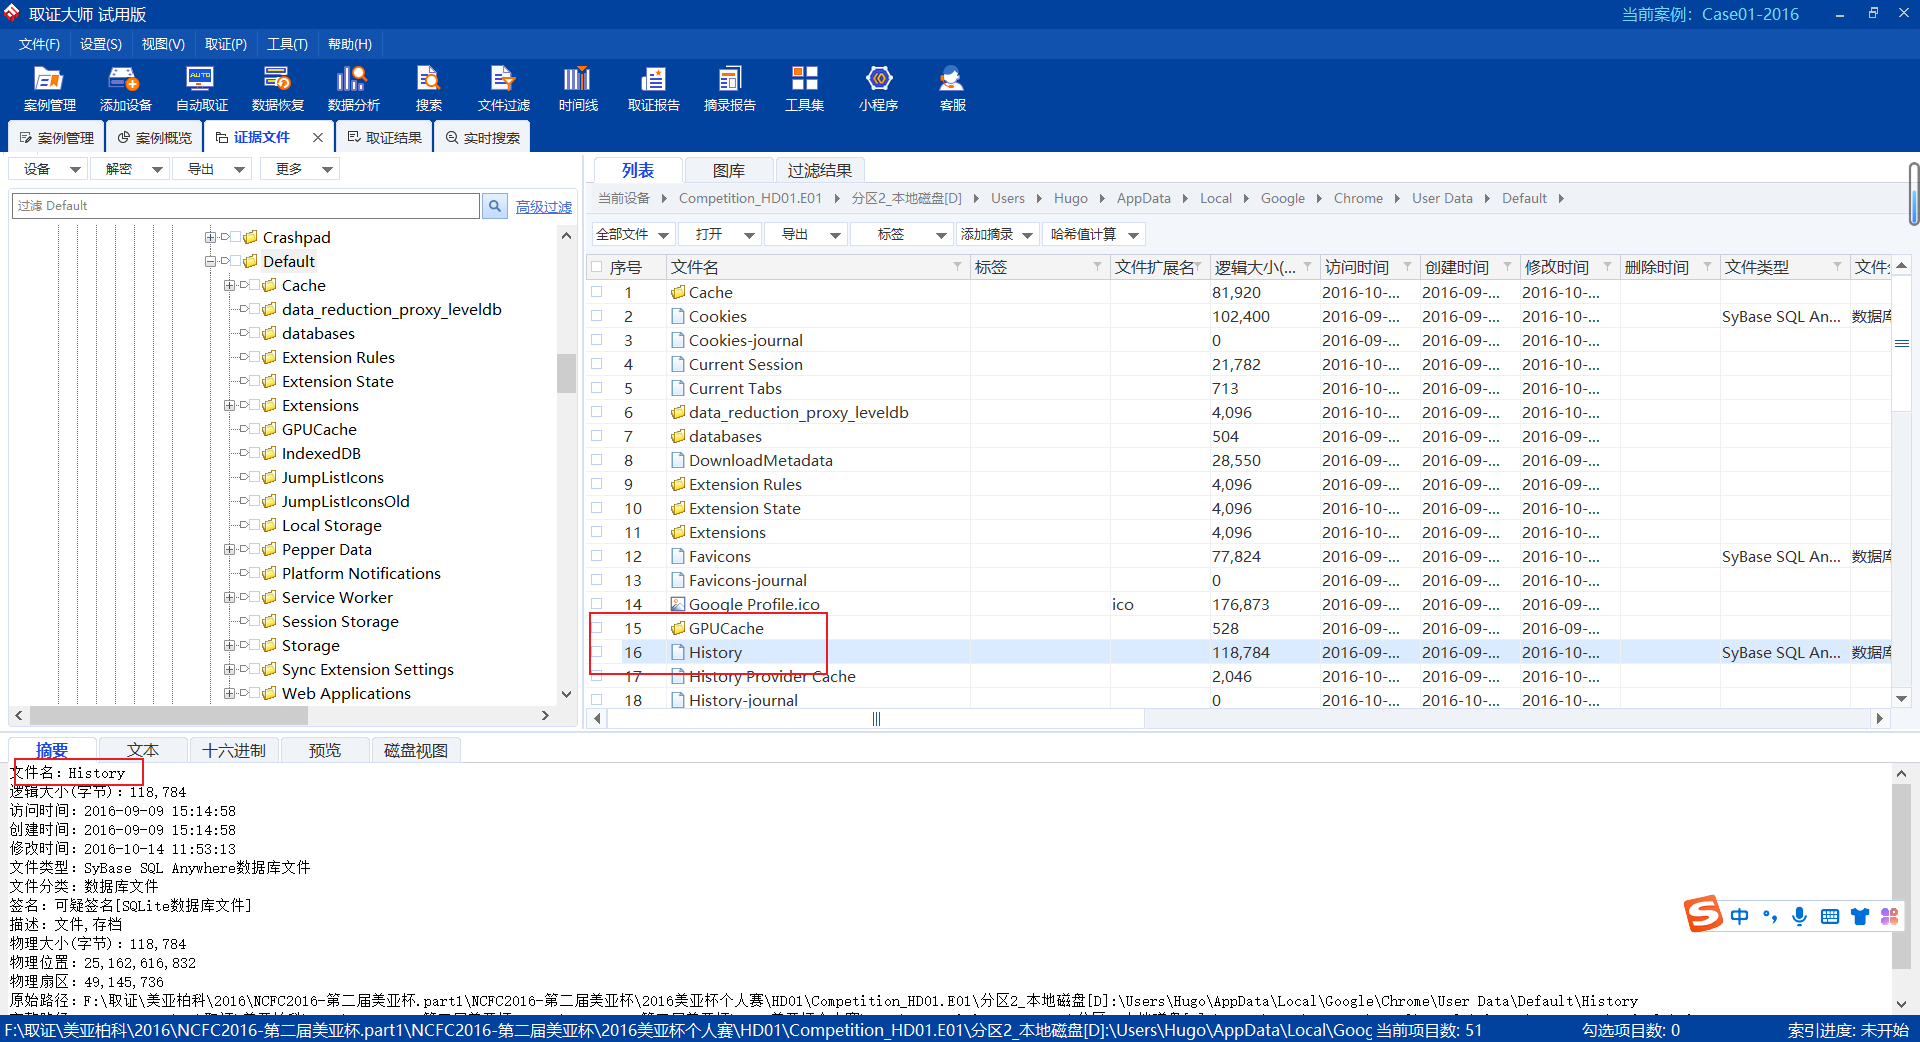 取证大师 试用版
当前案例: Case01-2016
文件(F) 设置(S) 视图(V) 取证(P) 工具(T) 帮助(H)
案例管理 添加设备 自动取证 数据恢复 数据分析 搜索 文件过滤 时间线 取证报告 摘录报告 工具集 小程序 客服
案例管理 案例概览 证据文件 取证结果 实时搜索
设备 解密 导出 更多
过滤 Default 高级过滤
Crashpad
Default
Cache
data_reduction_proxy_leveldb
databases
Extension Rules
Extension State
Extensions
GPUCache
IndexedDB
JumpListIcons
JumpListIconsOld
Local Storage
Pepper Data
Platform Notifications
Service Worker
Session Storage
Storage
Sync Extension Settings
Web Applications
列表 图库 过滤结果
当前设备 Competition_HD01.E01 分区2_本地磁盘[D] Users Hugo AppData Local Google Chrome User Data Default
全部文件 打开 导出 标签 添加摘录 哈希值计算
序号 文件名 标签 文件扩展名 逻辑大小(... 访问时间 创建时间 修改时间 删除时间 文件类型
1 Cache 81,920 2016-10-... 2016-09-... 2016-10-...
2 Cookies 102,400 2016-09-... 2016-09-... 2016-10-... SyBase SQL An... 数据库
3 Cookies-journal 0 2016-09-... 2016-09-... 2016-10-...
4 Current Session 21,782 2016-10-... 2016-10-... 2016-10-...
5 Current Tabs 713 2016-10-... 2016-10-... 2016-10-...
6 data_reduction_proxy_leveldb 4,096 2016-10-... 2016-09-... 2016-10-...
7 databases 504 2016-09-... 2016-09-... 2016-09-...
8 DownloadMetadata 28,550 2016-09-... 2016-09-... 2016-09-...
9 Extension Rules 4,096 2016-10-... 2016-09-... 2016-10-...
10 Extension State 4,096 2016-10-... 2016-09-... 2016-10-...
11 Extensions 4,096 2016-10-... 2016-09-... 2016-10-...
12 Favicons 77,824 2016-09-... 2016-09-... 2016-10-... SyBase SQL An... 数据库
13 Favicons-journal 0 2016-09-... 2016-09-... 2016-10-...
14 Google Profile.ico ico 176,873 2016-09-... 2016-09-... 2016-10-...
15 GPUCache 528 2016-09-... 2016-09-... 2016-09-...
16 History 118,784 2016-09-... 2016-09-... 2016-10-... SyBase SQL An... 数据库
17 History Provider Cache 2,046 2016-10-... 2016-10-... 2016-10-...
18 History-journal 0 2016-09-... 2016-09-... 2016-10-...
摘要 文本 十六进制 预览 磁盘视图
文件名: History
逻辑大小(字节): 118,784
访问时间: 2016-09-09 15:14:58
创建时间: 2016-09-09 15:14:58
修改时间: 2016-10-14 11:53:13
文件类型: SyBase SQL Anywhere数据库文件
文件分类: 数据库文件
签名: 可疑签名[SQLite数据库文件]
描述: 文件,存档
物理大小(字节): 118,784
物理位置: 25,162,616,832
物理扇区: 49,145,736
原始路径: F:\取证\美亚柏科\2016\NCFC2016-第二届美亚杯.part1\NCFC2016-第二届美亚杯\2016美亚杯个人赛\HD01\Competition_HD01.E01\分区2_本地磁盘[D]:\Users\Hugo\AppData\Local\Google\Chrome\User Data\Default\History
中
F:\取证\美亚柏科\2016\NCFC2016-第二届美亚杯.part1\NCFC2016-第二届美亚杯\2016美亚杯个人赛\HD01\Competition_HD01.E01\分区2_本地磁盘[D]:\Users\Hugo\AppData\Local\Goog 当前项目数: 51 勾选项目数: 0 索引进度: 未开始